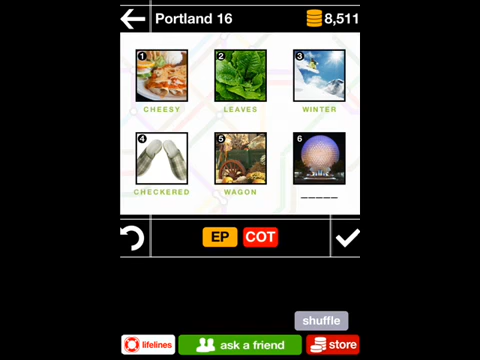 Portland 16
8,511
1
2
3
CHEESY
LEAVES
WINTER
4
5
6
CHECKERED
WAGON
_____
EP
COT
shuffle
lifelines
ask a friend
store